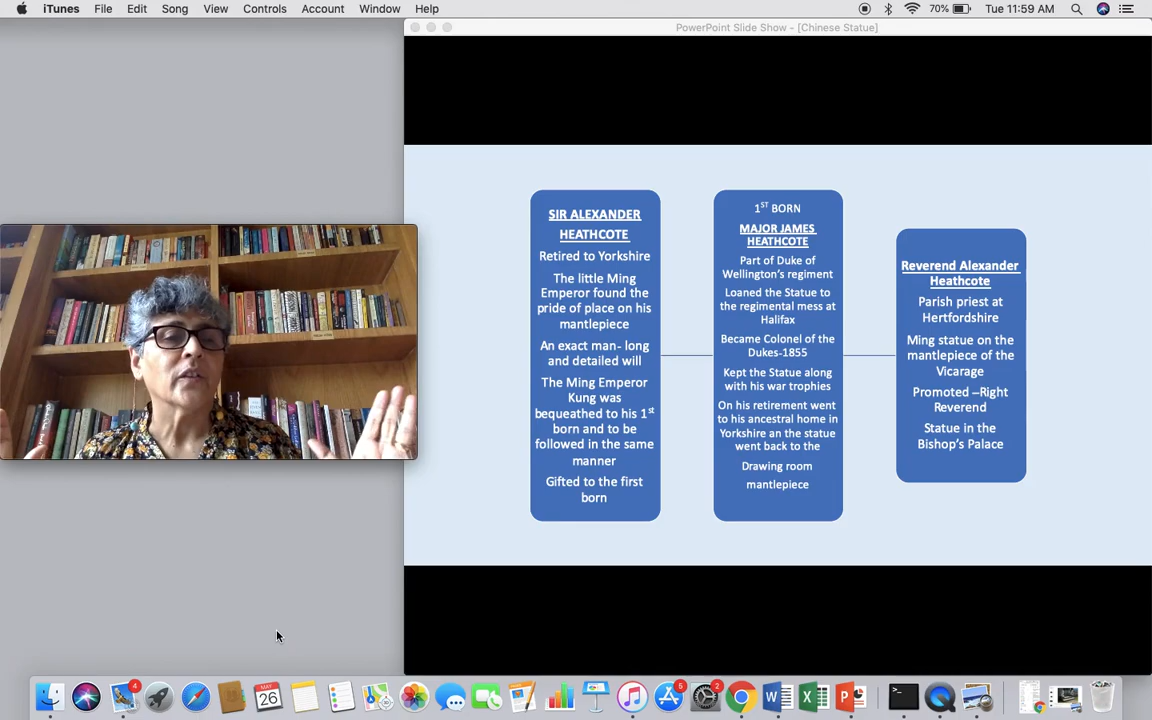 iTunes File Edit Song View Controls Account Window Help 70% Tue 11:59 AM
PowerPoint Slide Show - [Chinese Statue]
SIR ALEXANDER
HEATHCOTE
Retired to Yorkshire
The little Ming
Emperor found the
pride of place on his
mantlepiece
An exact man- long
and detailed will
The Ming Emperor
Kung was
bequeathed to his 1st
born and to be
followed in the same
manner
Gifted to the first
born
1ST BORN
MAJOR JAMES
HEATHCOTE
Part of Duke of
Wellington's regiment
Loaned the Statue to
the regimental mess at
Halifax
Became Colonel of the
Dukes-1855
Kept the Statue along
with his war trophies
On his retirement went
to his ancestral home in
Yorkshire an the statue
went back to the
Drawing room
mantlepiece
Reverend Alexander
Heathcote
Parish priest at
Hertfordshire
Ming statue on the
mantlepiece of the
Vicarage
Promoted –Right
Reverend
Statue in the
Bishop's Palace
4
MAY
26
5
2